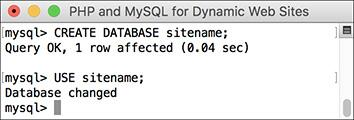 PHP and MySQL for Dynamic Web Sites
[mysql> CREATE DATABASE sitename;
Query OK, 1 row affected (0.04 sec)
[mysql> USE sitename;
Database changed
mysql>